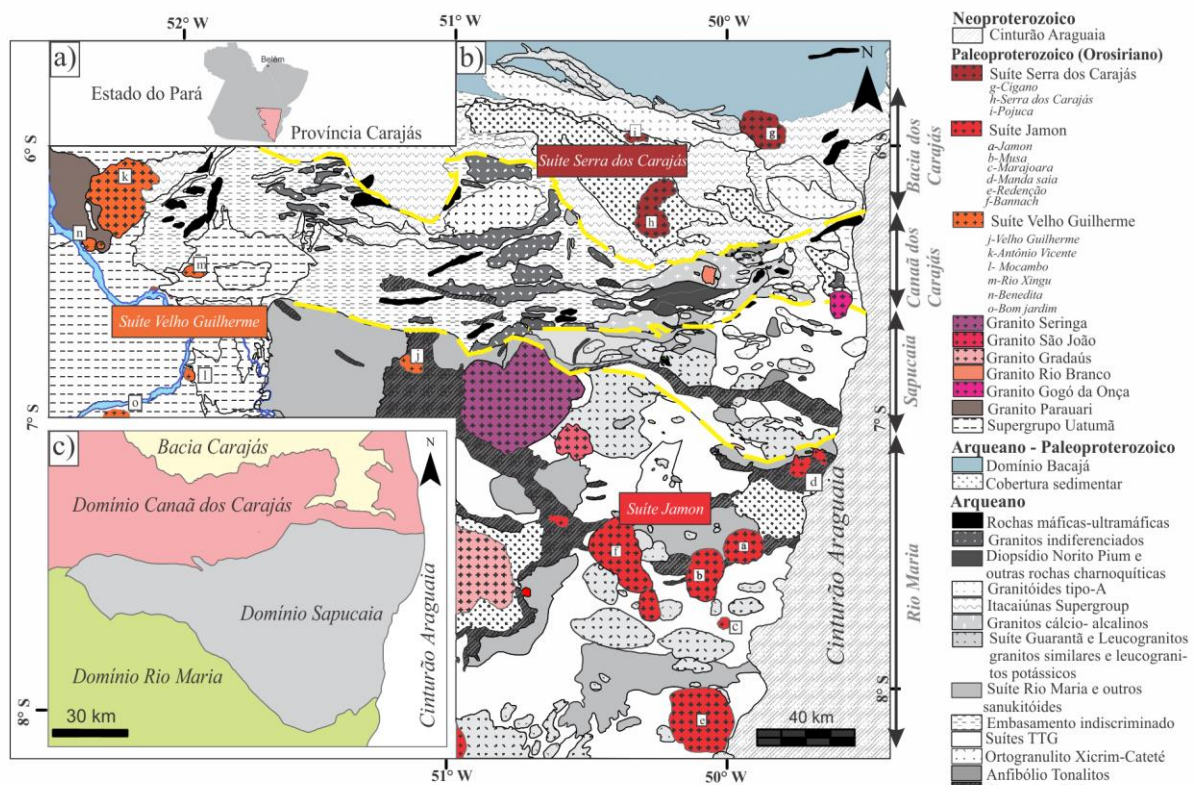 52° W
51° W
50° W
a)
Belém
Estado do Pará
Província Carajás
b)
N
6° S
6° S
7° S
7° S
8° S
8° S
k
n
m
l
o
j
i
g
h
Suíte Serra dos Carajás
Suíte Velho Guilherme
Suíte Jamon
d
f
b
a
c
e
Cinturão Araguaia
40 km
51° W
50° W
Bacia dos
Carajás
Canaã dos
Carajás
Sapucaia
Rio Maria
c)
N
Bacia Carajás
Domínio Canaã dos Carajás
Domínio Sapucaia
Domínio Rio Maria
Cinturão Araguaia
30 km
Neoproterozoico
Cinturão Araguaia
Paleoproterozoico (Orosiriano)
Suíte Serra dos Carajás
g-Cigano
h-Serra dos Carajás
i-Pojuca
Suíte Jamon
a-Jamon
b-Musa
c-Marajoara
d-Manda saia
e-Redenção
f-Bannach
Suíte Velho Guilherme
j-Velho Guilherme
k-Antônio Vicente
l- Mocambo
m-Rio Xingu
n-Benedita
o-Bom jardim
Granito Seringa
Granito São João
Granito Gradaús
Granito Rio Branco
Granito Gogó da Onça
Granito Parauari
Supergrupo Uatumã
Arqueano - Paleoproterozoico
Domínio Bacajá
Cobertura sedimentar
Arqueano
Rochas máficas-ultramáficas
Granitos indiferenciados
Diopsídio Norito Pium e
outras rochas charnoquíticas
Granitóides tipo-A
Itacaiúnas Supergroup
Granitos cálcio- alcalinos
Suíte Guarantã e Leucogranitos
granitos similares e leucograni-
tos potássicos
Suíte Rio Maria e outros
sanukitóides
Embasamento indiscriminado
Suítes TTG
Ortogranulito Xicrim-Cateté
Anfibólio Tonalitos